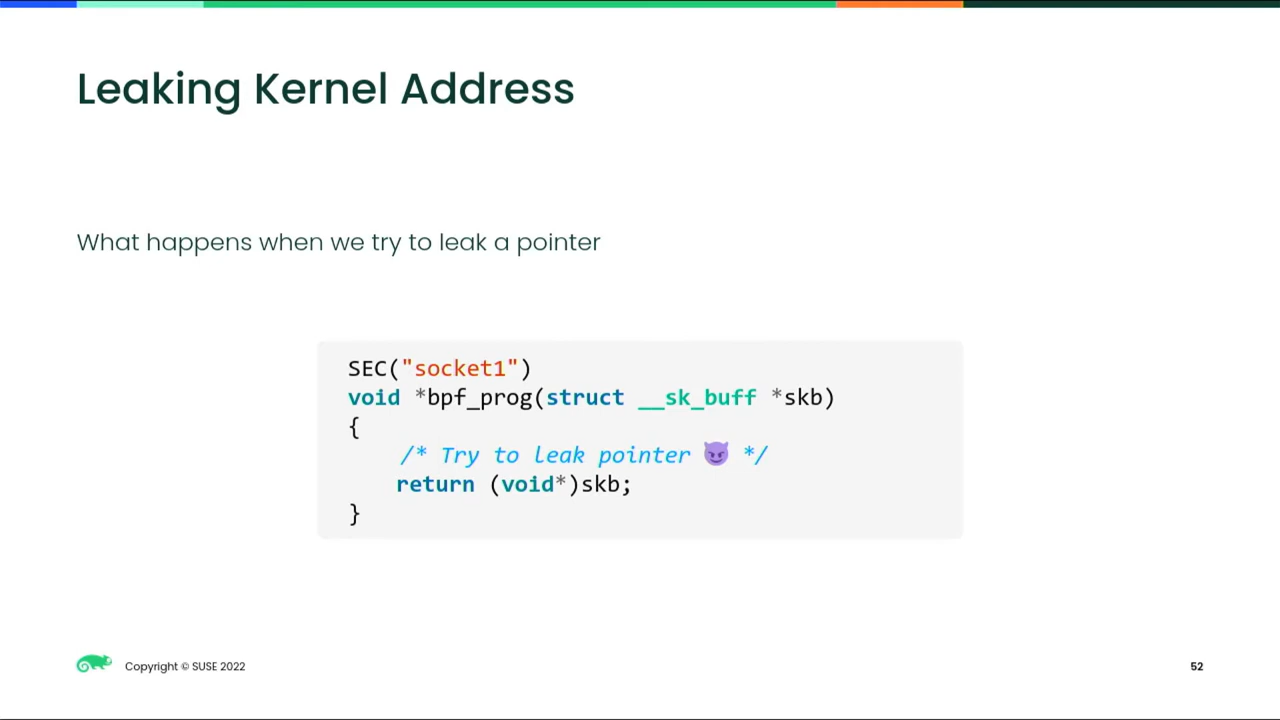 Leaking Kernel Address
What happens when we try to leak a pointer
SEC("socket1")
void *bpf_prog(struct __sk_buff *skb)
{
    /* Try to leak pointer 😈 */
    return (void*)skb;
}
Copyright © SUSE 2022
52